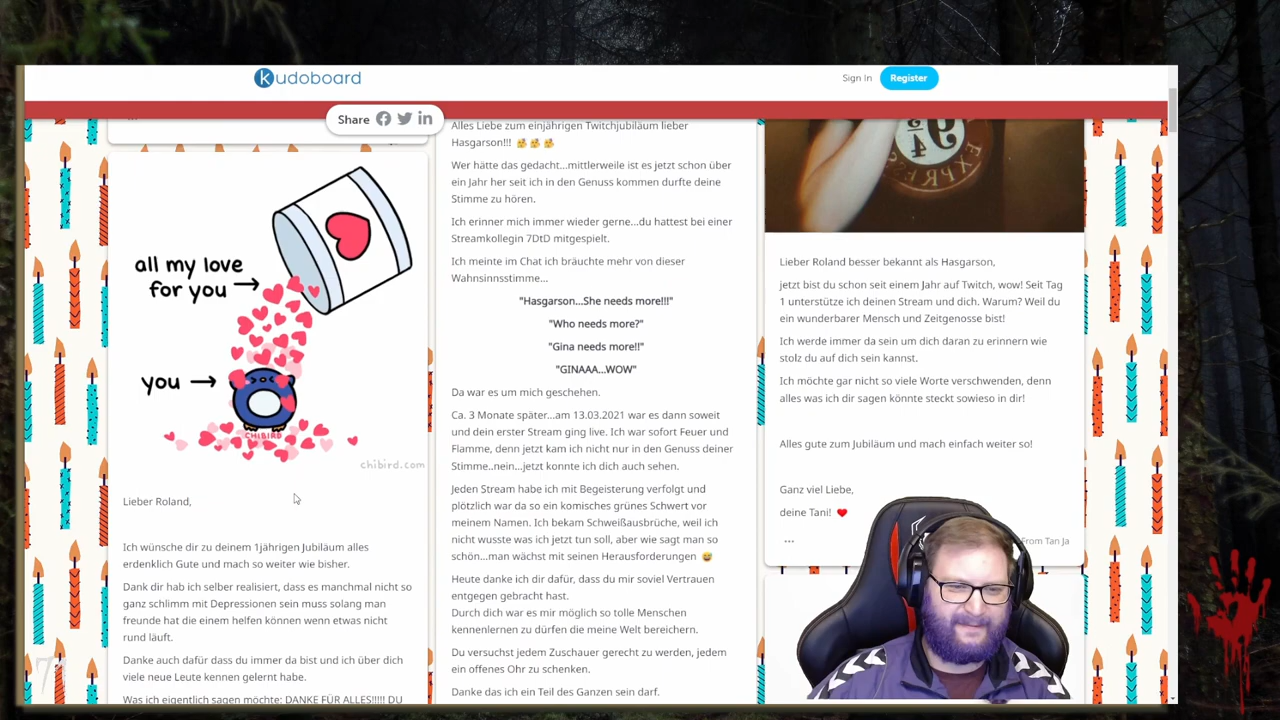 kudoboard
Sign In
Register
Share
all my love
for you
you
CHIBIRD
chibird.com
Lieber Roland,
Ich wünsche dir zu deinem 1jährigen Jubiläum alles
erdenklich Gute und mach so weiter wie bisher.
Dank dir hab ich selber realisiert, dass es manchmal nicht so
ganz schlimm mit Depressionen sein muss solang man
freunde hat die einem helfen können wenn etwas nicht
rund läuft.
Danke auch dafür dass du immer da bist und ich über dich
viele neue Leute kennen gelernt habe.
Was ich eigentlich sagen möchte: DANKE FÜR ALLES!!!!! DU
Alles Liebe zum einjährigen Twitchjubiläum lieber
Hasgarson!!! 🥳 🥳 🥳
Wer hätte das gedacht...mittlerweile ist es jetzt schon über
ein Jahr her seit ich in den Genuss kommen durfte deine
Stimme zu hören.
Ich erinner mich immer wieder gerne...du hattest bei einer
Streamkollegin 7DtD mitgespielt.
Ich meinte im Chat ich bräuchte mehr von dieser
Wahnsinnsstimme...
"Hasgarson...She needs more!!!"
"Who needs more?"
"Gina needs more!!"
"GINAAA...WOW"
Da war es um mich geschehen.
Ca. 3 Monate später...am 13.03.2021 war es dann soweit
und dein erster Stream ging live. Ich war sofort Feuer und
Flamme, denn jetzt kam ich nicht nur in den Genuss deiner
Stimme..nein...jetzt konnte ich dich auch sehen.
Jeden Stream habe ich mit Begeisterung verfolgt und
plötzlich war da so ein komisches grünes Schwert vor
meinem Namen. Ich bekam Schweißausbrüche, weil ich
nicht wusste was ich jetzt tun soll, aber wie sagt man so
schön...man wächst mit seinen Herausforderungen 😅
Heute danke ich dir dafür, dass du mir soviel Vertrauen
entgegen gebracht hast.
Durch dich war es mir möglich so tolle Menschen
kennenlernen zu dürfen die meine Welt bereichern.
Du versuchst jedem Zuschauer gerecht zu werden, jedem
ein offenes Ohr zu schenken.
Danke das ich ein Teil des Ganzen sein darf.
Lieber Roland besser bekannt als Hasgarson,
jetzt bist du schon seit einem Jahr auf Twitch, wow! Seit Tag
1 unterstütze ich deinen Stream und dich. Warum? Weil du
ein wunderbarer Mensch und Zeitgenosse bist!
Ich werde immer da sein um dich daran zu erinnern wie
stolz du auf dich sein kannst.
Ich möchte gar nicht so viele Worte verschwenden, denn
alles was ich dir sagen könnte steckt sowieso in dir!
Alles gute zum Jubiläum und mach einfach weiter so!
Ganz viel Liebe,
deine Tani! ❤
From Tan Ja